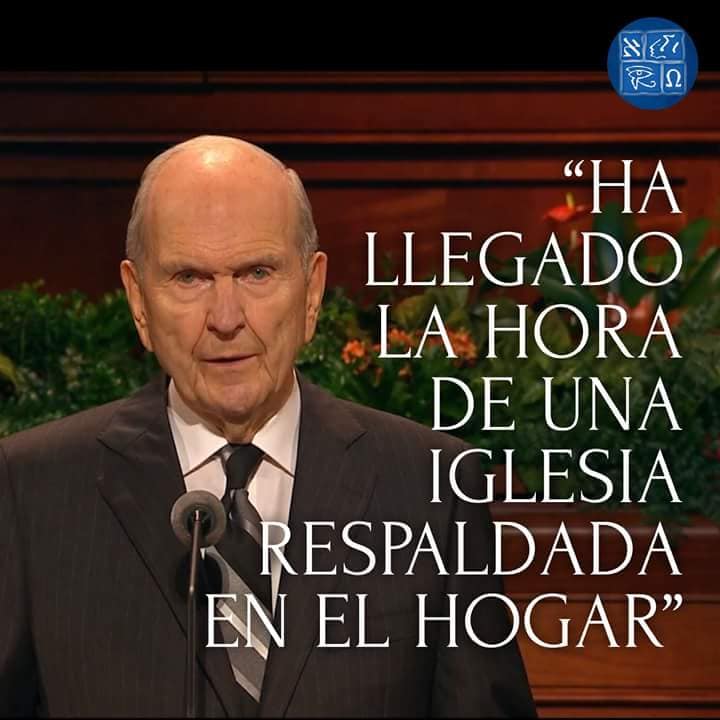 “HA
LLEGADO
LA HORA
DE UNA
IGLESIA
RESPALDADA
EN EL HOGAR”